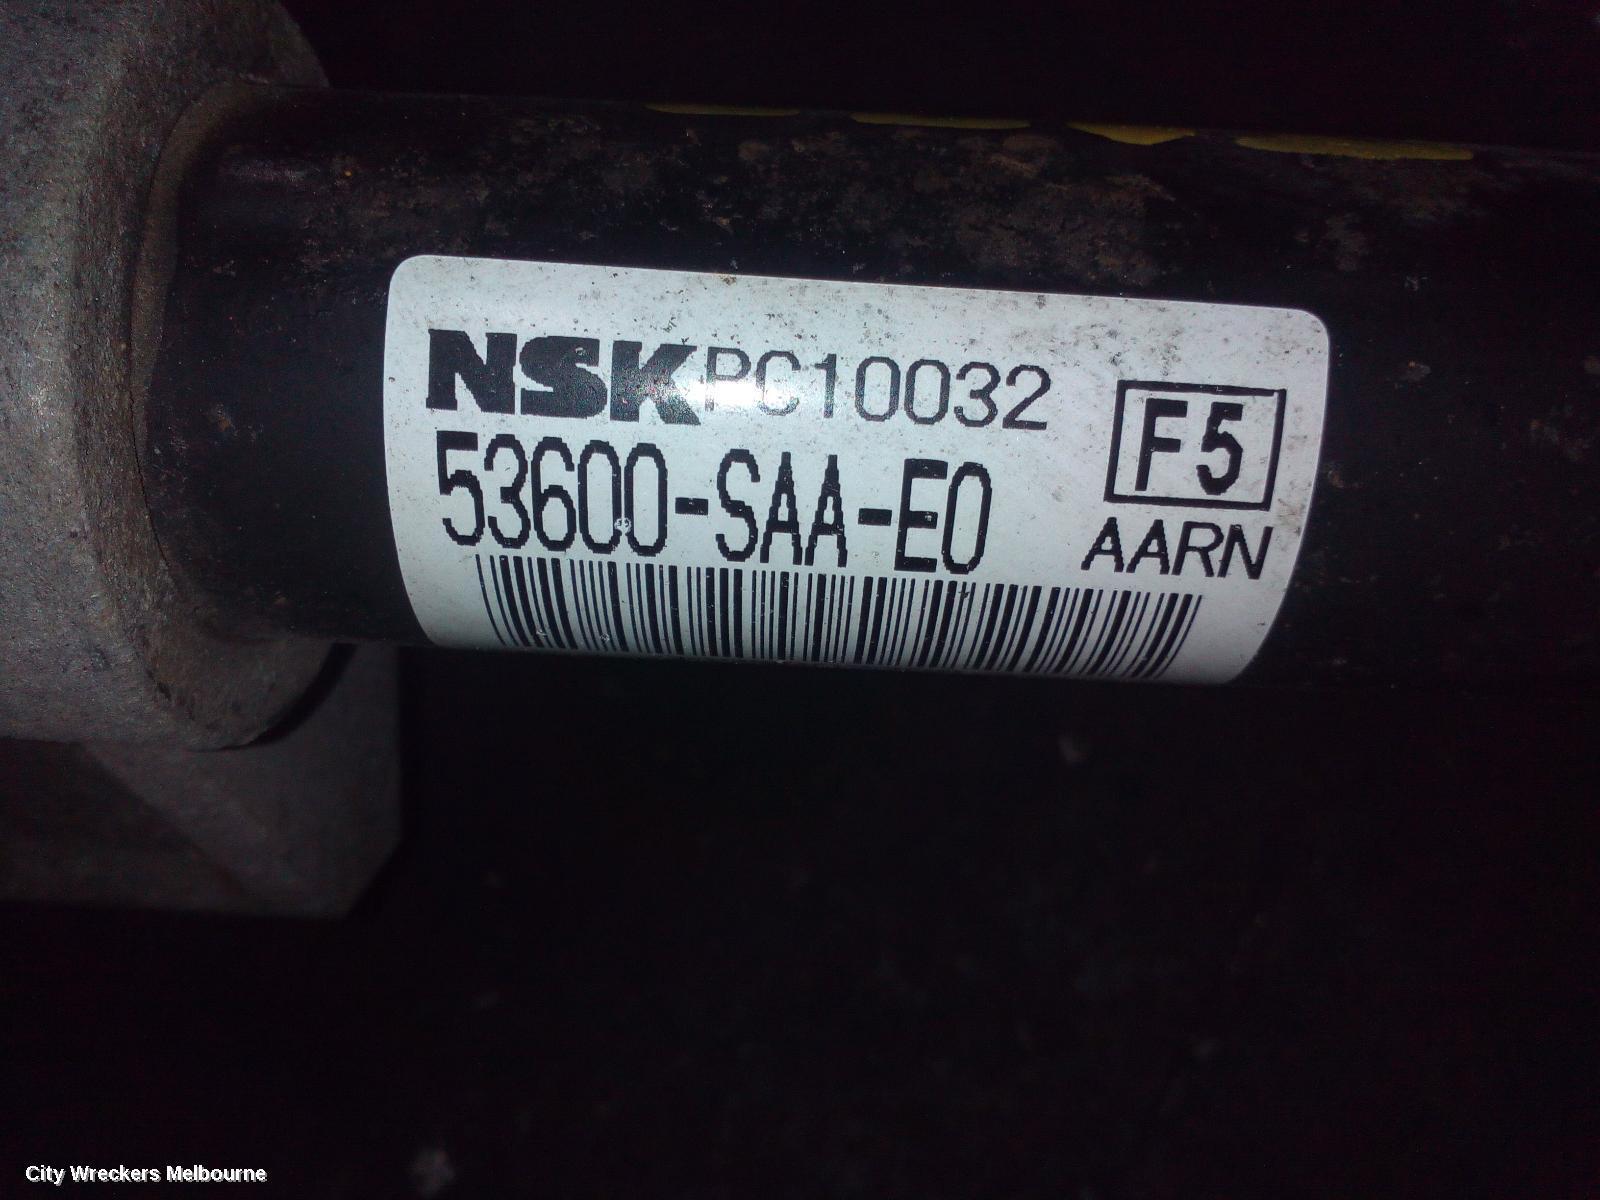 NSK PC10032
53600-SAA-E0
F5
AARN
City Wreckers Melbourne